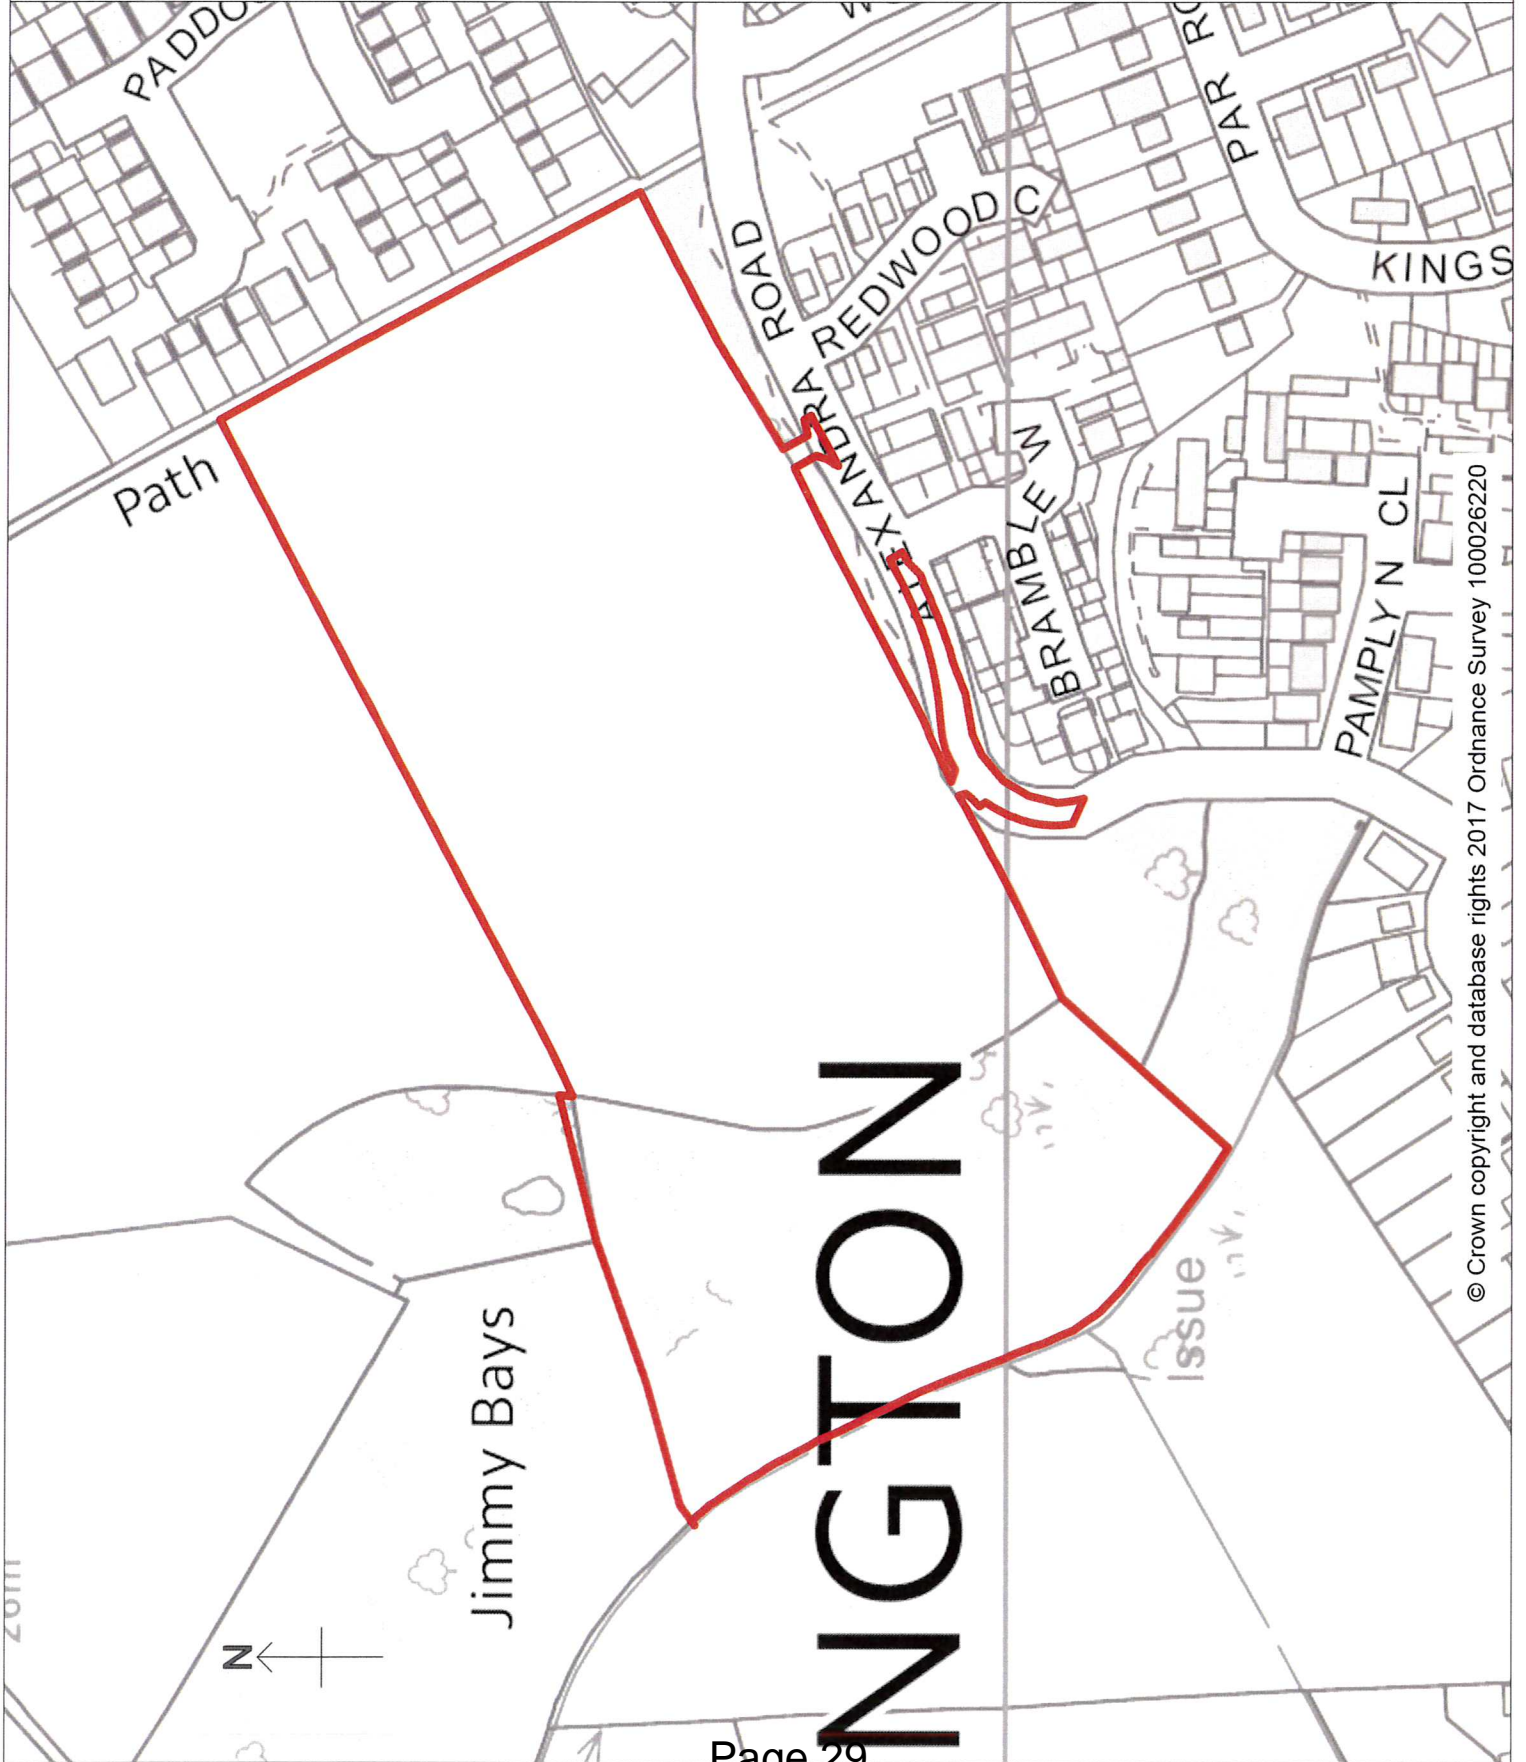 PADDO
PAR
KINGS
ROAD
REDWOOD C
ALEXANDRA
Path
BRAMBLE W
PAMPLYN CL
NGTON
Jimmy Bays
Issue
N
© Crown copyright and database rights 2017 Ordnance Survey 100026220
Page 29